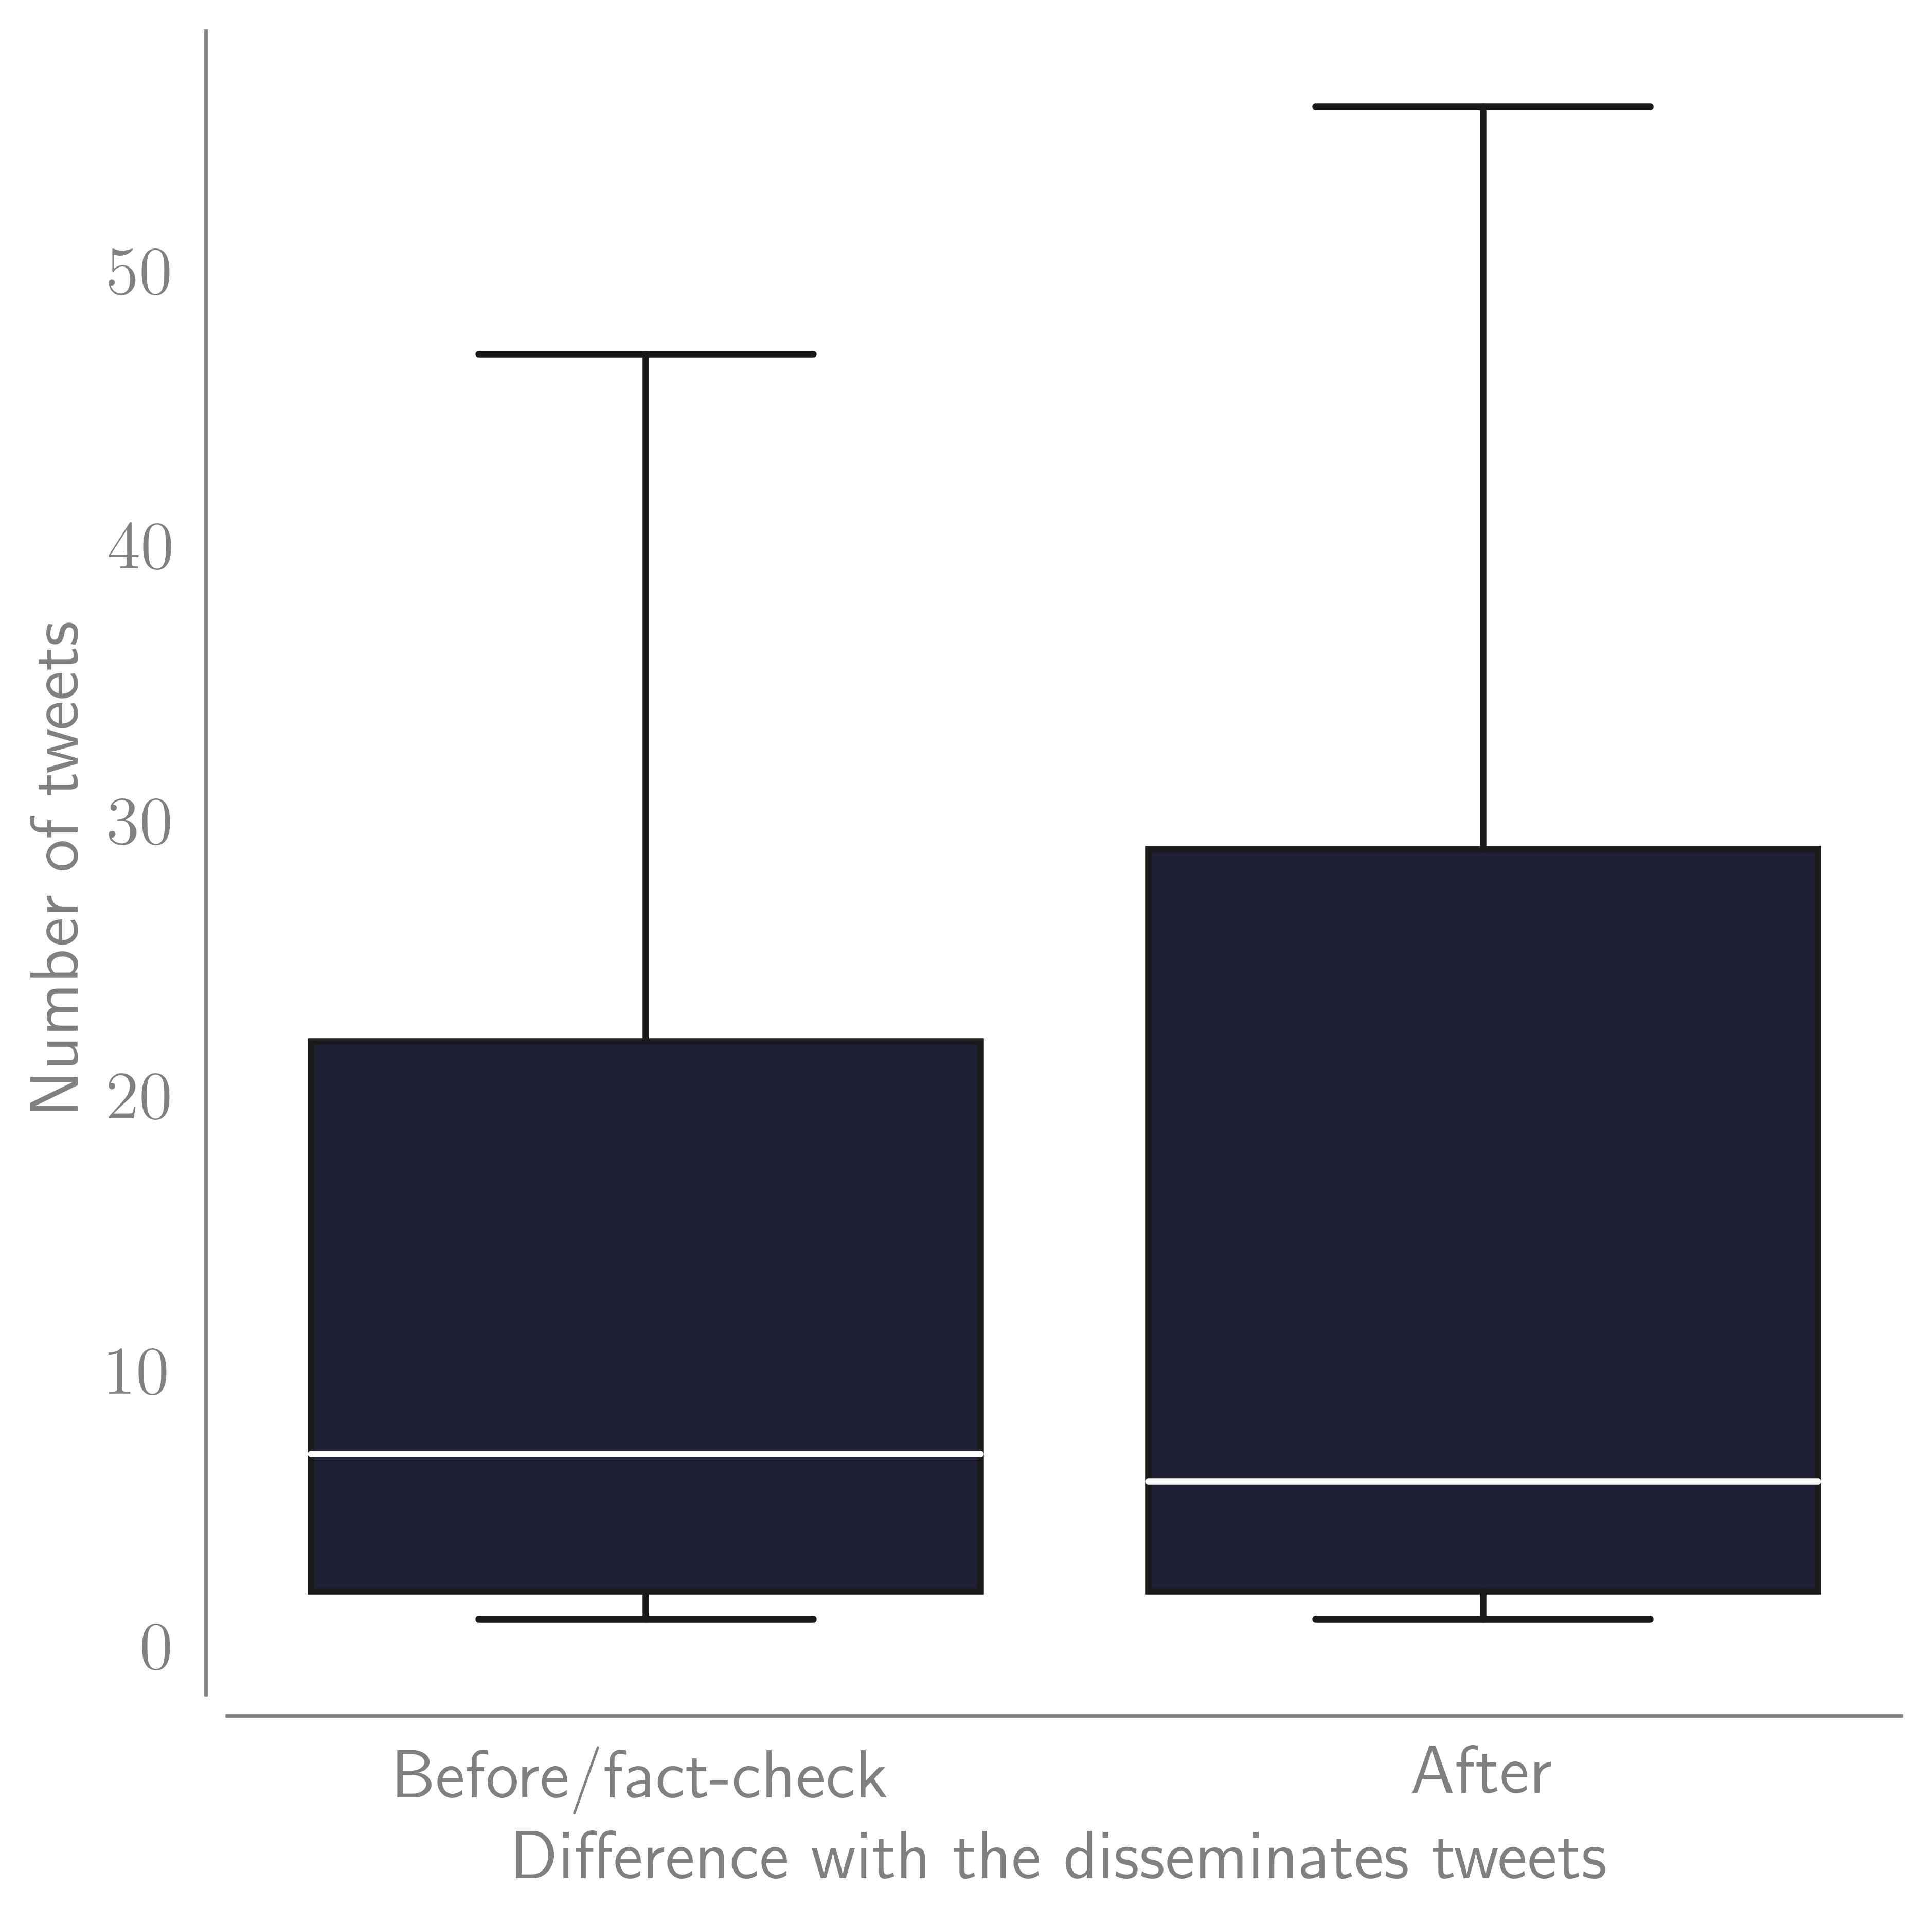 Number of tweets
50
40
30
20
10
0
Before/fact-check
After
Difference with the disseminates tweets